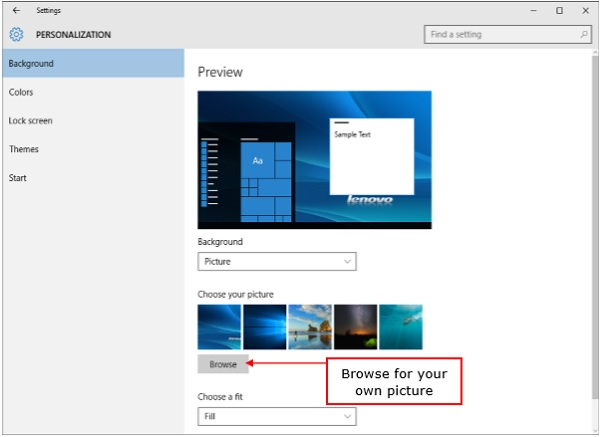 Settings
PERSONALIZATION
Find a setting
Background
Colors
Lock screen
Themes
Start
Preview
Sample Text
Aa
lenovo
Background
Picture
Choose your picture
Browse
Browse for your
own picture
Choose a fit
Fill